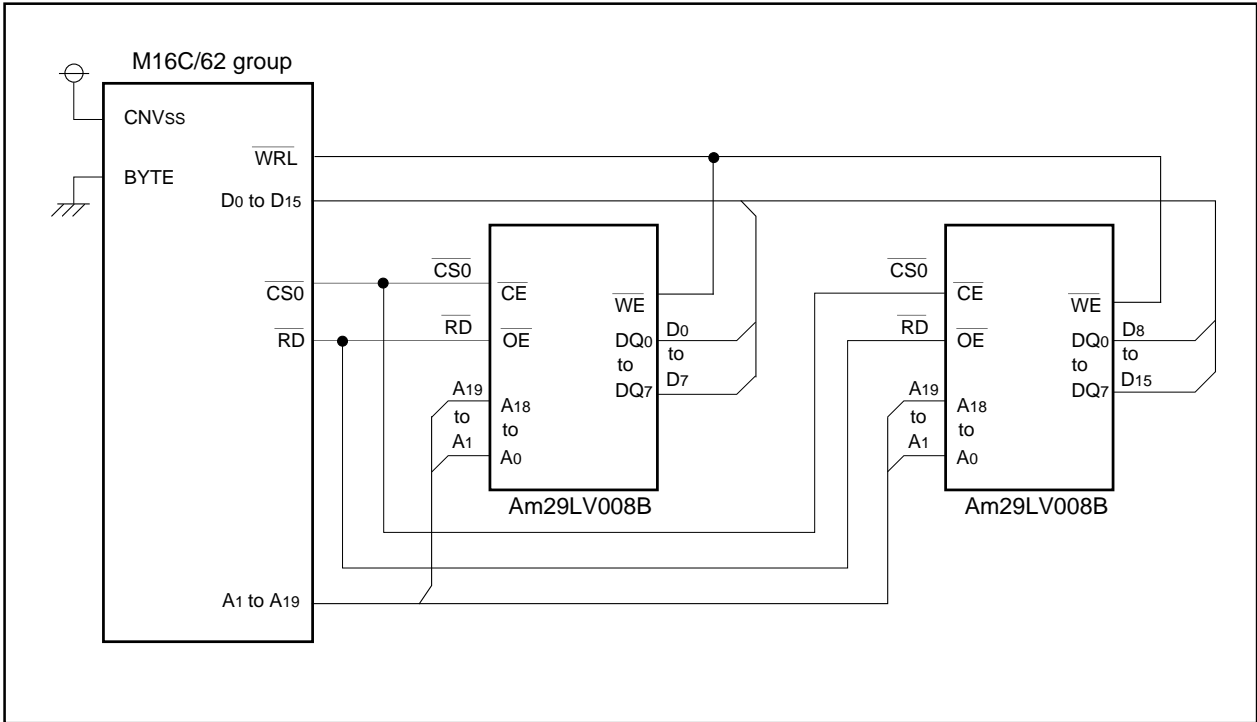 M16C/62 group
CNVss
BYTE
WRL
D0 to D15
CS0
RD
A1 to A19
CS0
RD
A19
to
A1
CE
OE
A18
to
A0
WE
DQ0
to
DQ7
D0
to
D7
Am29LV008B
CS0
RD
A19
to
A1
CE
OE
A18
to
A0
WE
DQ0
to
DQ7
D8
to
D15
Am29LV008B